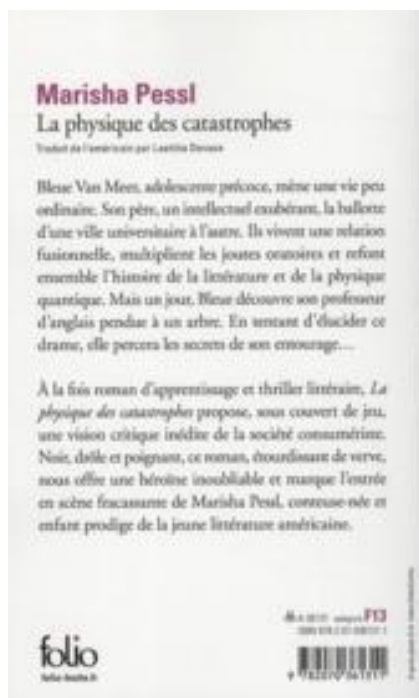 Marisha Pessl
La physique des catastrophes
Traduit de l'américain par Laetitia Devaux
Bleue Van Meer, adolescente précoce, mène une vie peu
ordinaire. Son père, un intellectuel exubérant, la ballotte
d'une ville universitaire à l'autre. Ils vivent une relation
fusionnelle, multiplient les joutes oratoires et refont
ensemble l'histoire de la littérature et de la physique
quantique. Mais un jour, Bleue découvre son professeur
d'anglais pendue à un arbre. En tentant d'élucider ce
drame, elle percera les secrets de son entourage…
À la fois roman d'apprentissage et thriller littéraire, La
physique des catastrophes propose, sous couvert de jeu,
une vision critique inédite de la société consumériste.
Noir, drôle et poignant, ce roman, étourdissant de verve,
nous offre une héroïne inoubliable et marque l'entrée
en scène fracassante de Marisha Pessl, conteuse-née et
enfant prodige de la jeune littérature américaine.
F13
folio